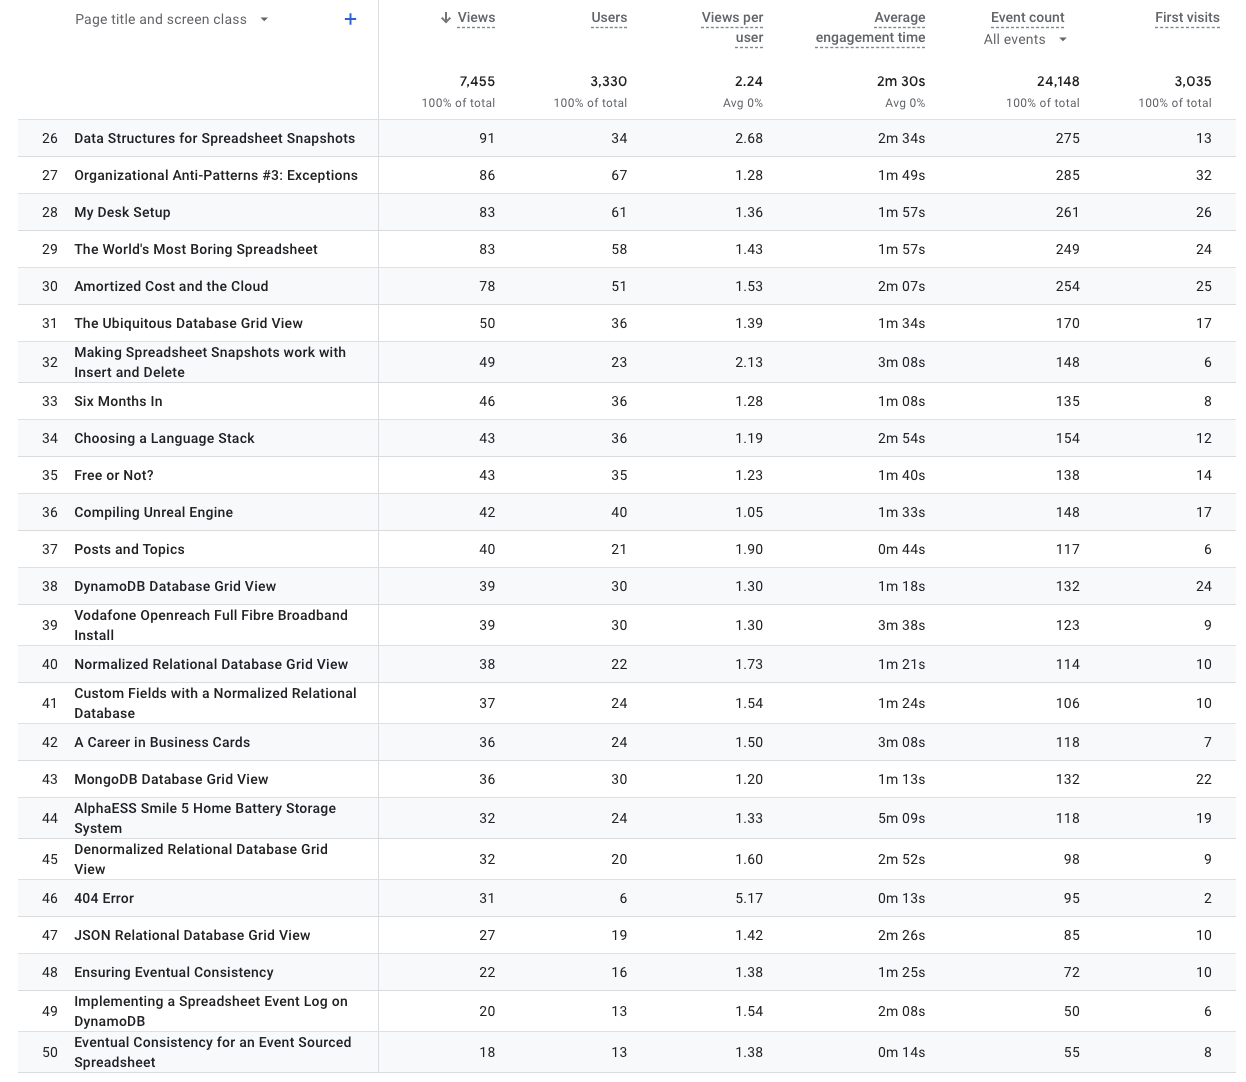 Page title and screen class + Views Users Views per user Average engagement time Event count All events First visits
7,455 3,330 2.24 2m 30s 24,148 3,035
100% of total 100% of total Avg 0% Avg 0% 100% of total 100% of total
26 Data Structures for Spreadsheet Snapshots 91 34 2.68 2m 34s 275 13
27 Organizational Anti-Patterns #3: Exceptions 86 67 1.28 1m 49s 285 32
28 My Desk Setup 83 61 1.36 1m 57s 261 26
29 The World's Most Boring Spreadsheet 83 58 1.43 1m 57s 249 24
30 Amortized Cost and the Cloud 78 51 1.53 2m 07s 254 25
31 The Ubiquitous Database Grid View 50 36 1.39 1m 34s 170 17
32 Making Spreadsheet Snapshots work with Insert and Delete 49 23 2.13 3m 08s 148 6
33 Six Months In 46 36 1.28 1m 08s 135 8
34 Choosing a Language Stack 43 36 1.19 2m 54s 154 12
35 Free or Not? 43 35 1.23 1m 40s 138 14
36 Compiling Unreal Engine 42 40 1.05 1m 33s 148 17
37 Posts and Topics 40 21 1.90 0m 44s 117 6
38 DynamoDB Database Grid View 39 30 1.30 1m 18s 132 24
39 Vodafone Openreach Full Fibre Broadband Install 39 30 1.30 3m 38s 123 9
40 Normalized Relational Database Grid View 38 22 1.73 1m 21s 114 10
41 Custom Fields with a Normalized Relational Database 37 24 1.54 1m 24s 106 10
42 A Career in Business Cards 36 24 1.50 3m 08s 118 7
43 MongoDB Database Grid View 36 30 1.20 1m 13s 132 22
44 AlphaESS Smile 5 Home Battery Storage System 32 24 1.33 5m 09s 118 19
45 Denormalized Relational Database Grid View 32 20 1.60 2m 52s 98 9
46 404 Error 31 6 5.17 0m 13s 95 2
47 JSON Relational Database Grid View 27 19 1.42 2m 26s 85 10
48 Ensuring Eventual Consistency 22 16 1.38 1m 25s 72 10
49 Implementing a Spreadsheet Event Log on DynamoDB 20 13 1.54 2m 08s 50 6
50 Eventual Consistency for an Event Sourced Spreadsheet 18 13 1.38 0m 14s 55 8